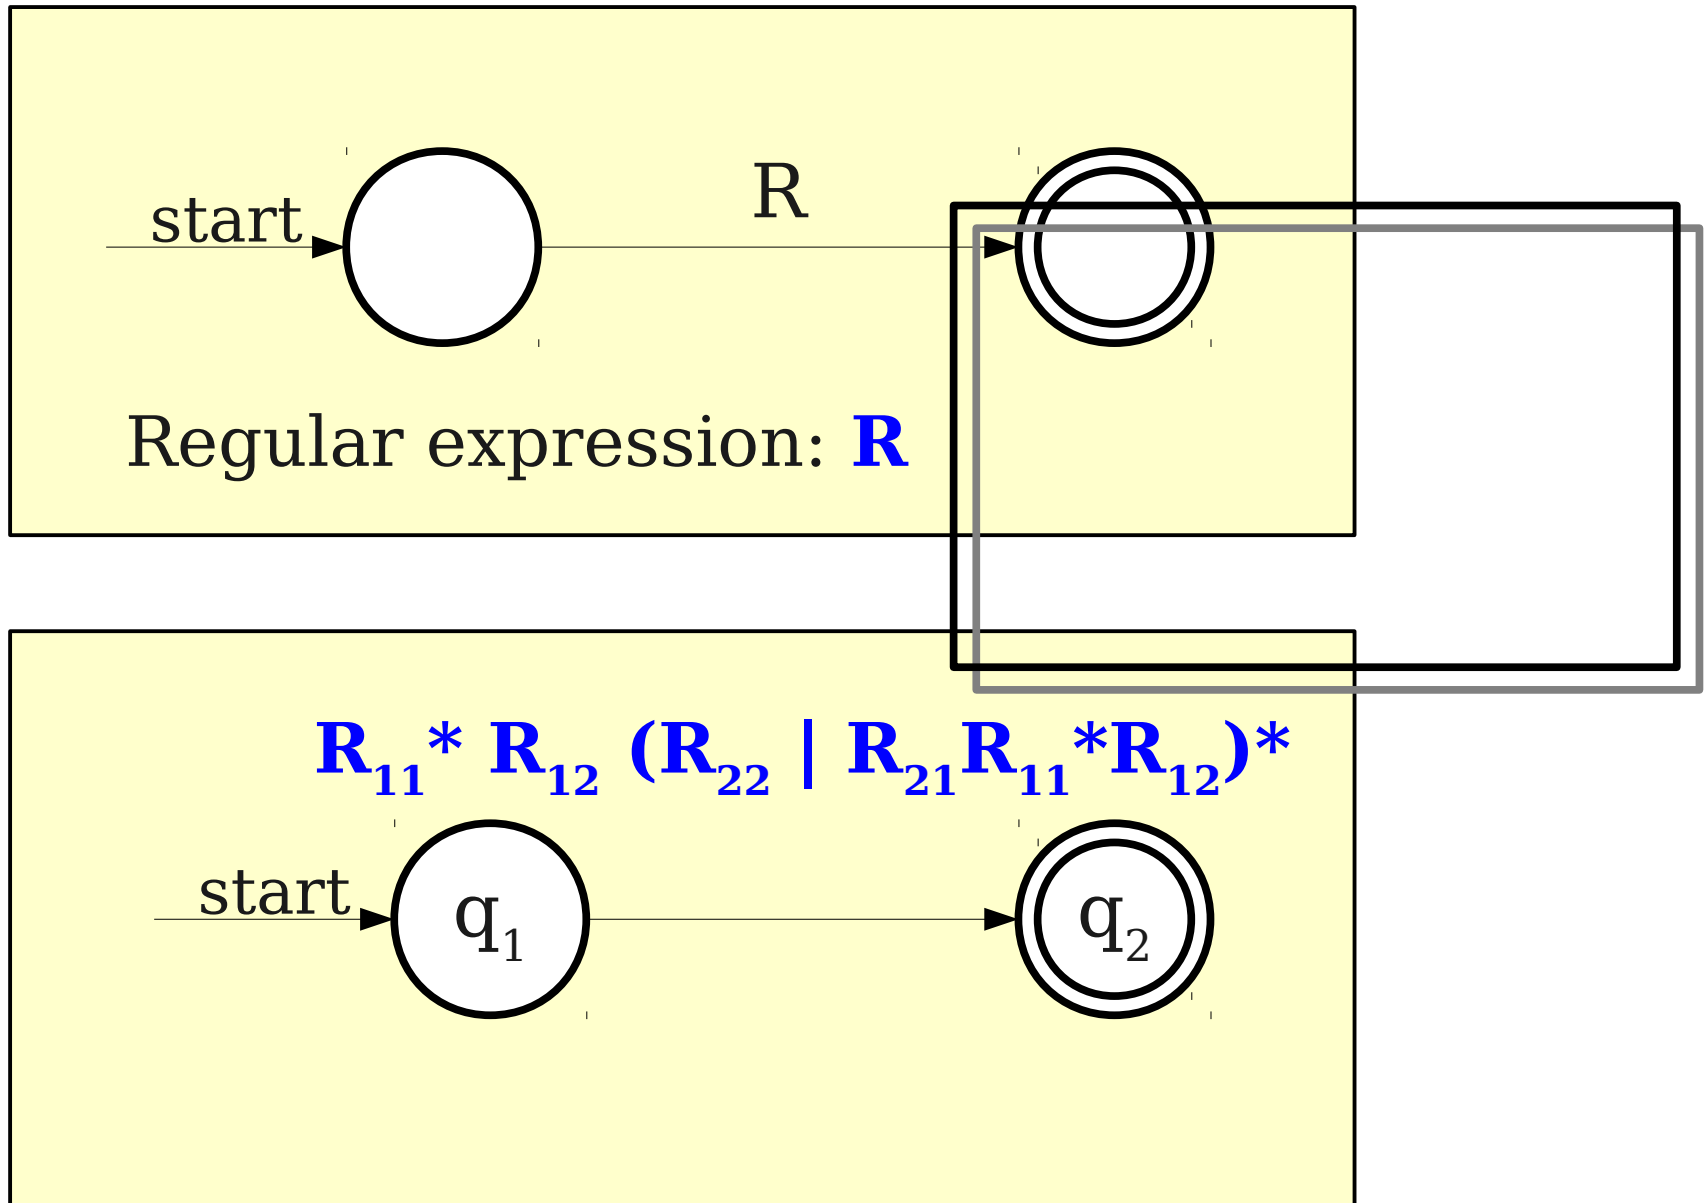 R
start
Regular expression: R
R₁₁* R₁₂ (R₂₂ | R₂₁R₁₁*R₁₂)*
start
q₁
q₂